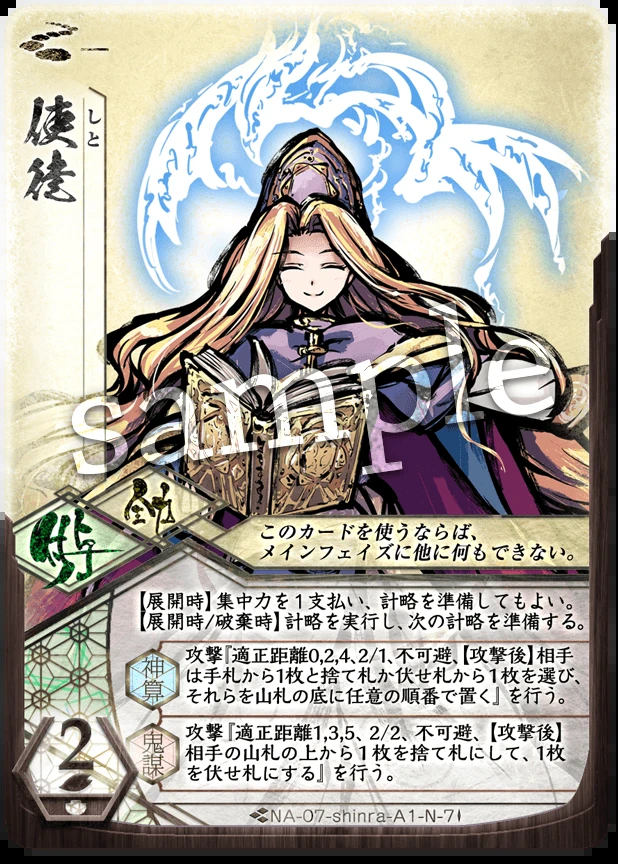 使徒
しと
sample
付与
全力
このカードを使うならば、
メインフェイズに他に何もできない。
【展開時】集中力を1支払い、計略を準備してもよい。
【展開時/破棄時】計略を実行し、次の計略を準備する。
神算
攻撃『適正距離0,2,4、2/1、不可避、【攻撃後】相手
は手札から1枚と捨て札か伏せ札から1枚を選び、
それらを山札の底に任意の順番で置く』を行う。
鬼謀
攻撃『適正距離1,3,5、2/2、不可避、【攻撃後】
相手の山札の上から1枚を捨て札にして、1枚
を伏せ札にする』を行う。
2
NA-07-shinra-A1-N-7